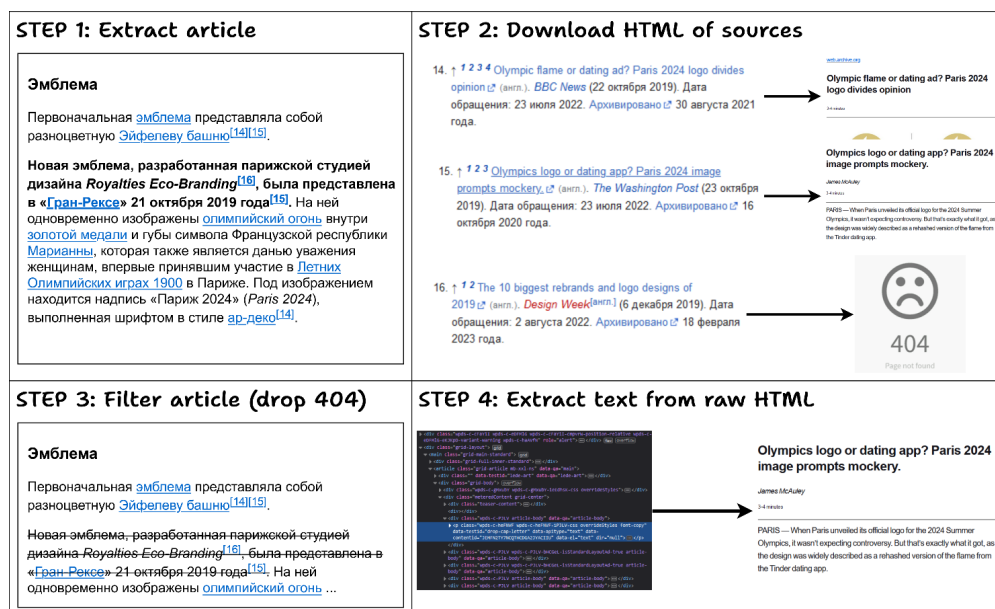 STEP 1: Extract article
Эмблема
Первоначальная эмблема представляла собой
разноцветную Эйфелеву башню[14][15].
Новая эмблема, разработанная парижской студией
дизайна Royalties Eco-Branding[16], была представлена
в «Гран-Рексе» 21 октября 2019 года[15]. На ней
одновременно изображены олимпийский огонь внутри
золотой медали и губы символа Французской республики
Марианны, которая также является данью уважения
женщинам, впервые принявшим участие в Летних
Олимпийских играх 1900 в Париже. Под изображением
находится надпись «Париж 2024» (Paris 2024),
выполненная шрифтом в стиле ар-деко[14].
STEP 2: Download HTML of sources
14. ↑ 1 2 3 4 Olympic flame or dating ad? Paris 2024 logo divides
opinion (англ.). BBC News (22 октября 2019). Дата
обращения: 23 июля 2022. Архивировано 30 августа 2021
года.
web.archive.org
Olympic flame or dating ad? Paris 2024
logo divides opinion
3-4 minutes
15. ↑ 1 2 3 Olympics logo or dating app? Paris 2024 image
prompts mockery. (англ.). The Washington Post (23 октября
2019). Дата обращения: 23 июля 2022. Архивировано 16
октября 2020 года.
Olympics logo or dating app? Paris 2024
image prompts mockery.
James McAuley
3-4 minutes
PARIS — When Paris unveiled its official logo for the 2024 Summer
Olympics, it wasn't expecting controversy. But that's exactly what it got, as
the design was widely described as a rehashed version of the flame from
the Tinder dating app.
16. ↑ 1 2 The 10 biggest rebrands and logo designs of
2019 (англ.). Design Week[англ.] (6 декабря 2019). Дата
обращения: 2 августа 2022. Архивировано 18 февраля
2023 года.
404
Page not found
STEP 3: Filter article (drop 404)
Эмблема
Первоначальная эмблема представляла собой
разноцветную Эйфелеву башню[14][15].
Новая эмблема, разработанная парижской студией
дизайна Royalties Eco-Branding[16], была представлена в
«Гран-Рексе» 21 октября 2019 года[15]. На ней
одновременно изображены олимпийский огонь ...
STEP 4: Extract text from raw HTML
Olympics logo or dating app? Paris 2024
image prompts mockery.
James McAuley
3-4 minutes
PARIS — When Paris unveiled its official logo for the 2024 Summer
Olympics, it wasn't expecting controversy. But that's exactly what it got, as
the design was widely described as a rehashed version of the flame from
the Tinder dating app.